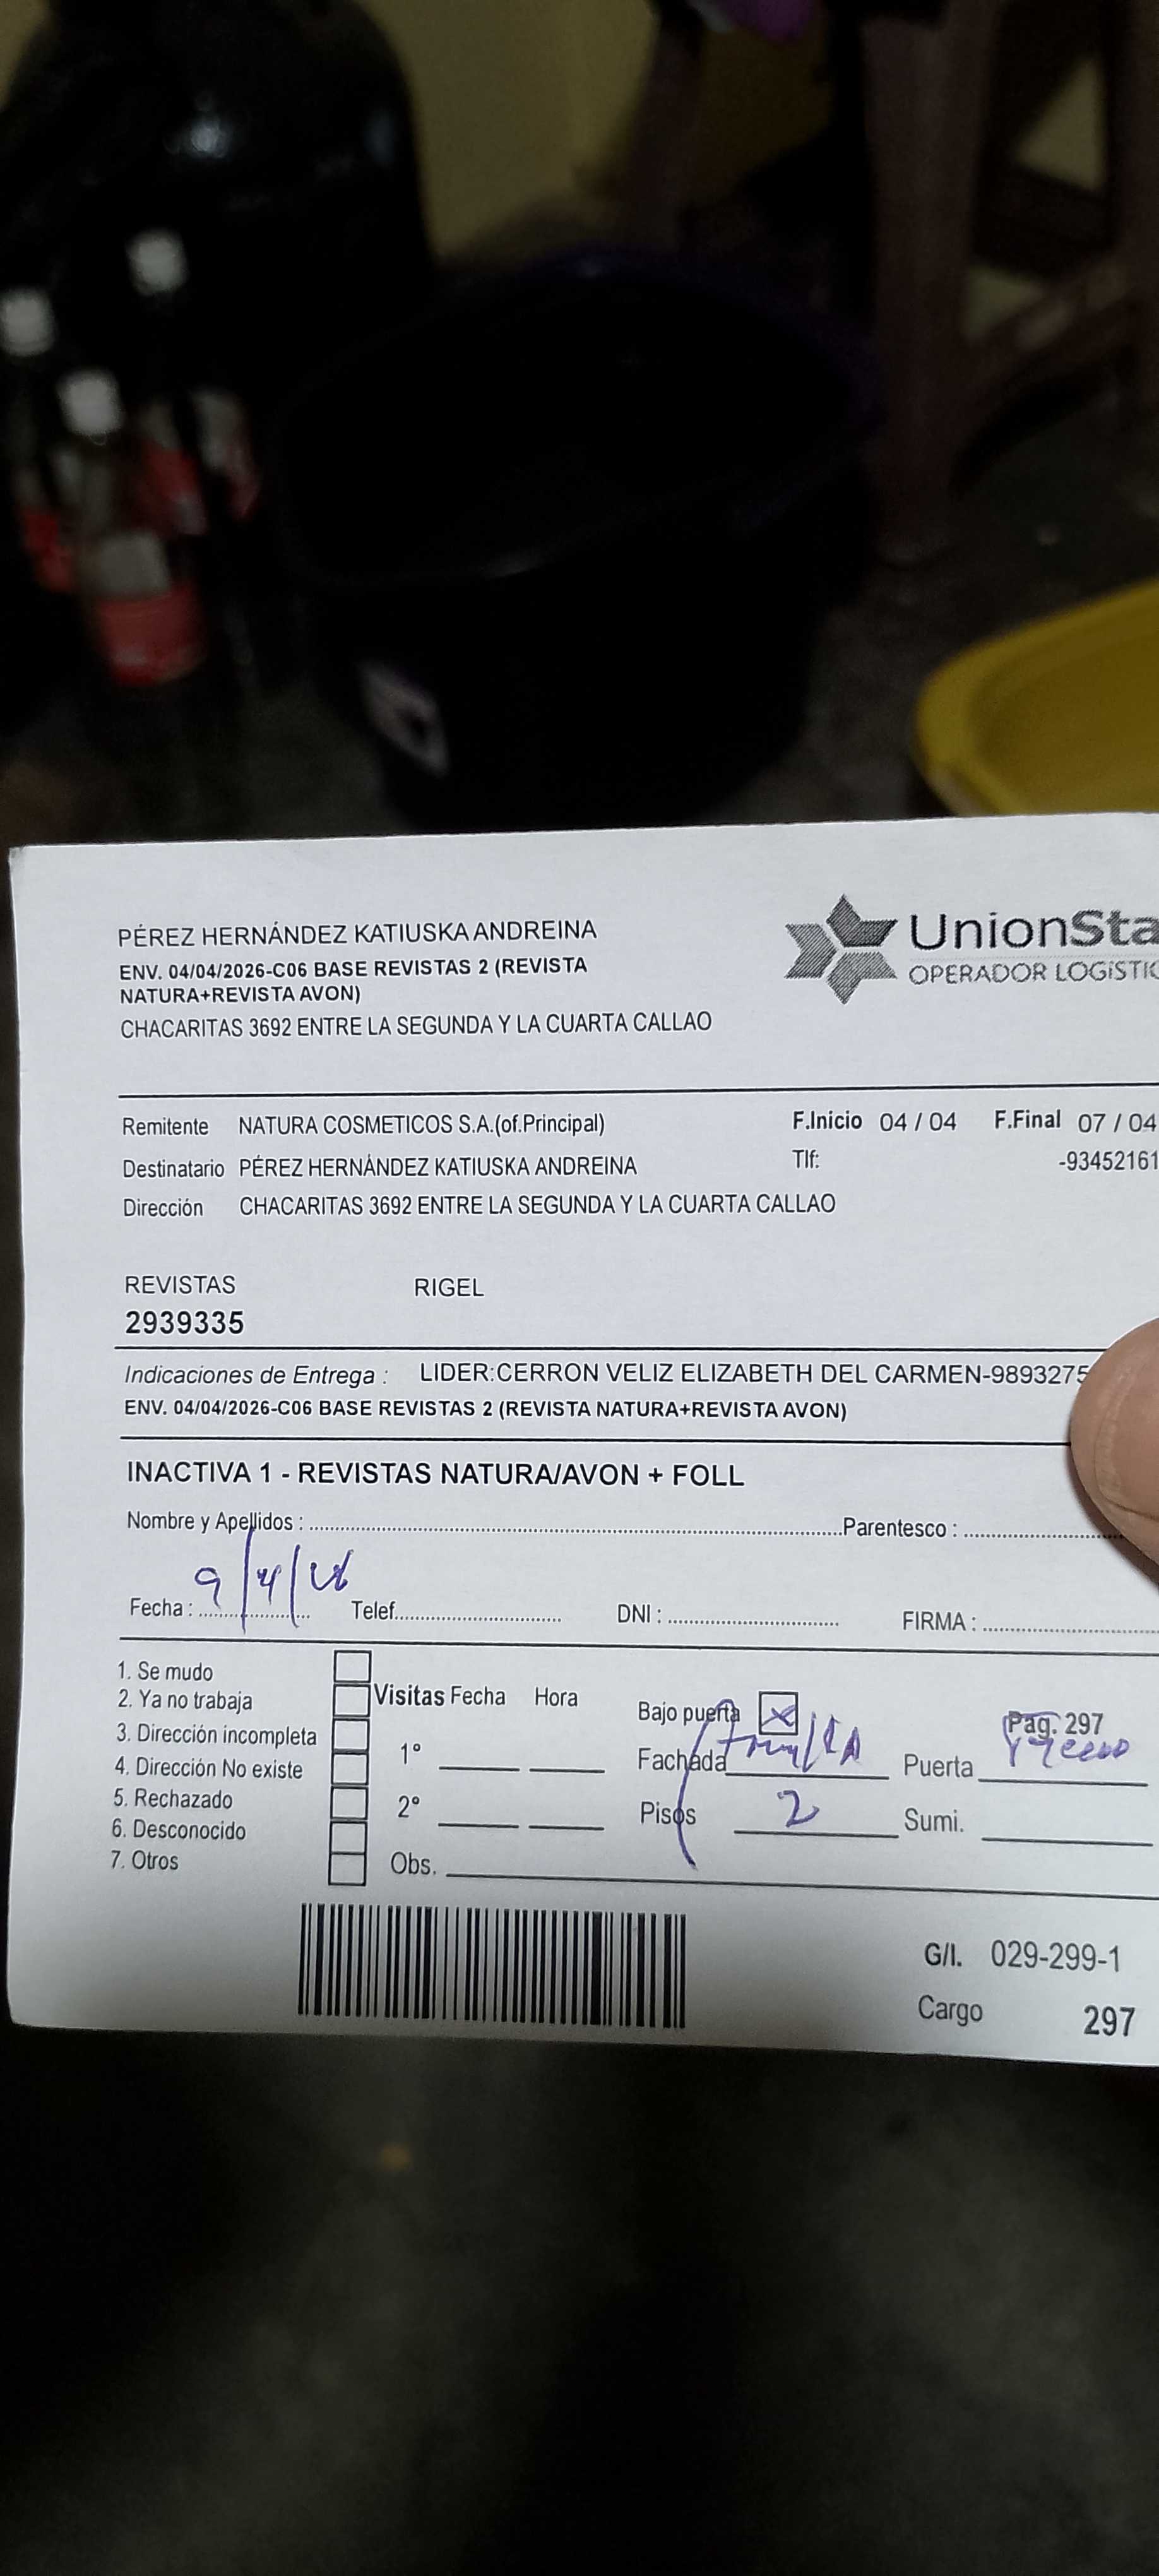 PÉREZ HERNÁNDEZ KATIUSKA ANDREINA
ENV. 04/04/2026-C06 BASE REVISTAS 2 (REVISTA
NATURA+REVISTA AVON)
CHACARITAS 3692 ENTRE LA SEGUNDA Y LA CUARTA CALLAO
UnionSta
OPERADOR LOGÍSTIC
Remitente NATURA COSMETICOS S.A.(of.Principal) F.Inicio 04 / 04 F.Final 07 / 04
Destinatario PÉREZ HERNÁNDEZ KATIUSKA ANDREINA Tlf: -93452161
Dirección CHACARITAS 3692 ENTRE LA SEGUNDA Y LA CUARTA CALLAO
REVISTAS RIGEL
2939335
Indicaciones de Entrega : LIDER:CERRON VELIZ ELIZABETH DEL CARMEN-9893275
ENV. 04/04/2026-C06 BASE REVISTAS 2 (REVISTA NATURA+REVISTA AVON)
INACTIVA 1 - REVISTAS NATURA/AVON + FOLL
Nombre y Apellidos : Parentesco :
Fecha : 9/4/26 Telef. DNI : FIRMA :
1. Se mudo
2. Ya no trabaja
3. Dirección incompleta
4. Dirección No existe
5. Rechazado
6. Desconocido
7. Otros
Visitas Fecha Hora
1°
2°
Obs.
Bajo puerta X Pag. 297
Fachada Puerta
Pisos 2 Sumi.
G/I. 029-299-1
Cargo 297